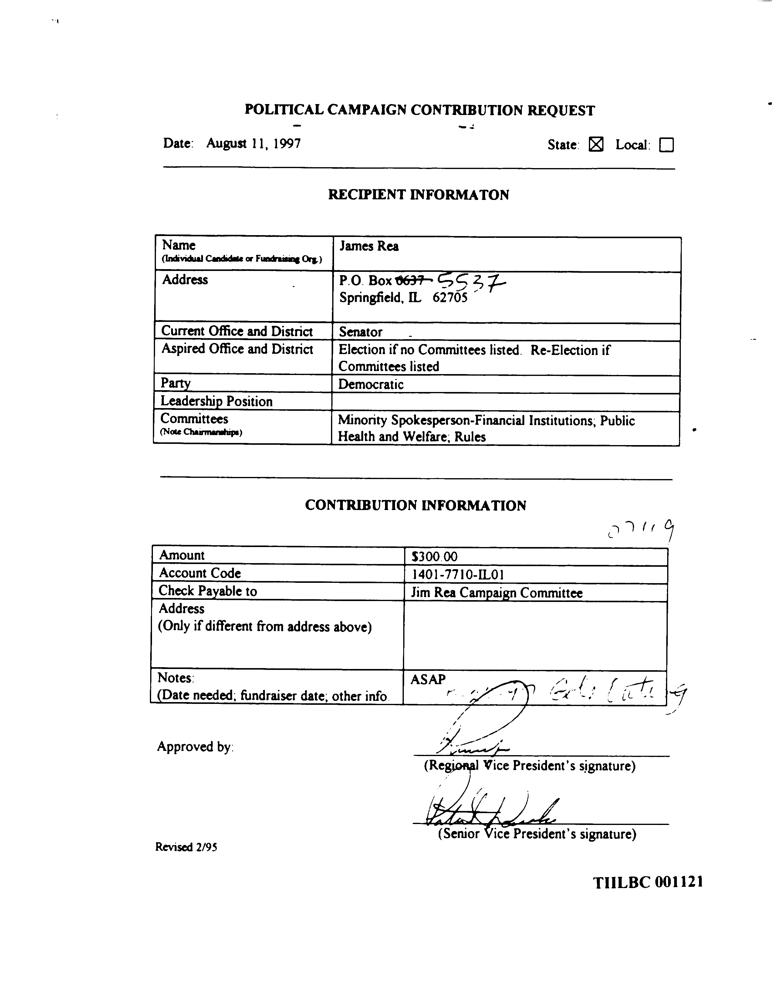 POLITICAL CAMPAIGN CONTRIBUTION REQUEST
Date: August 11, 1997 State: ☒ Local: ☐
RECIPIENT INFORMATON
Name James Rea
(Individual Candidate or Fundraising Org.)
Address P.O. Box 0637 5537
Springfield, IL 62705
Current Office and District Senator
Aspired Office and District Election if no Committees listed. Re-Election if
Committees listed
Party Democratic
Leadership Position
Committees Minority Spokesperson-Financial Institutions; Public
(Note Chairmanships) Health and Welfare; Rules
CONTRIBUTION INFORMATION
Amount $300.00
Account Code 1401-7710-IL01
Check Payable to Jim Rea Campaign Committee
Address
(Only if different from address above)
Notes: ASAP
(Date needed; fundraiser date; other info
Approved by:
(Regional Vice President's signature)
(Senior Vice President's signature)
Revised 2/95
TIILBC 001121